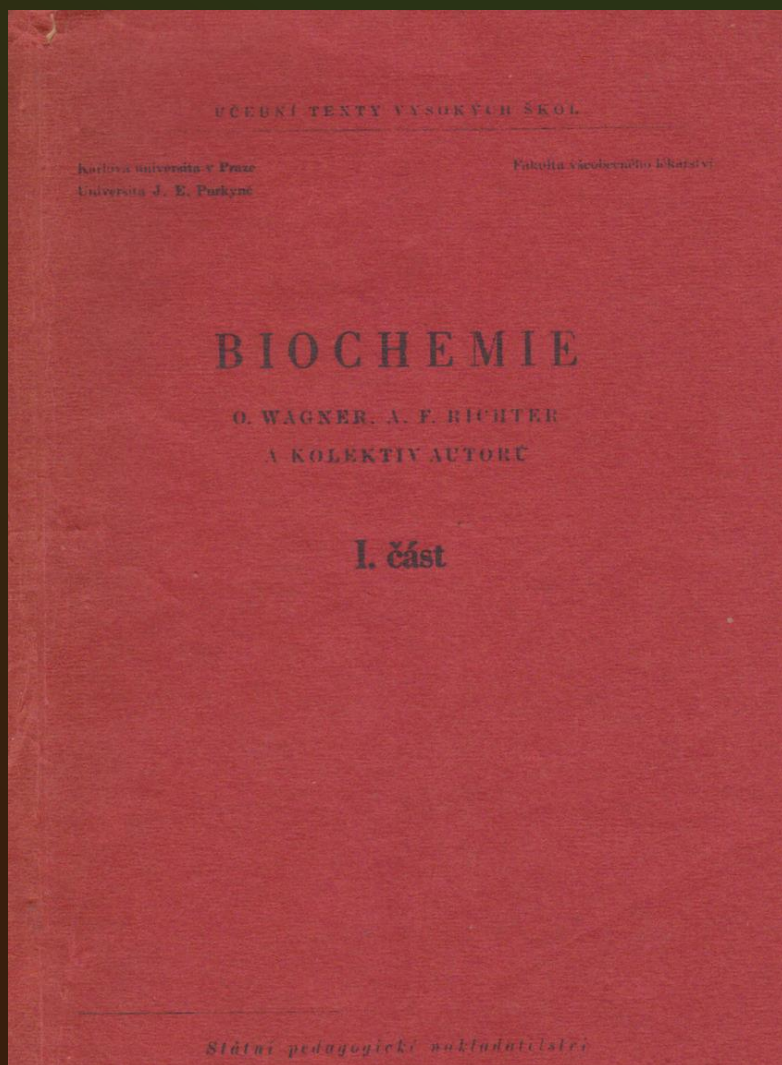 UČEBNÍ TEXTY VYSOKÝCH ŠKOL
Karlova universita v Praze
Universita J. E. Purkyně
Fakulta všeobecného lékařství
BIOCHEMIE
O. WAGNER, A. F. RICHTER
A KOLEKTIV AUTORŮ
I. část
Státní pedagogické nakladatelství